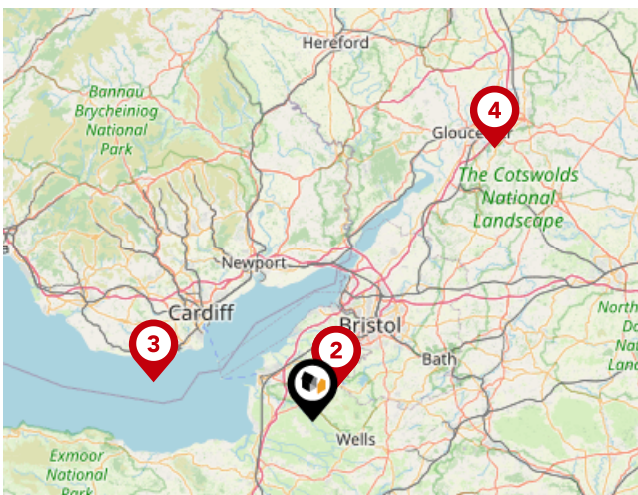 Hereford
Bannau
Brycheiniog
National
Park
4
The Cotswolds
National
Landscape
Newport
Cardiff
Bristol
3
2
Bath
North
Wells
Exmoor
National
Park